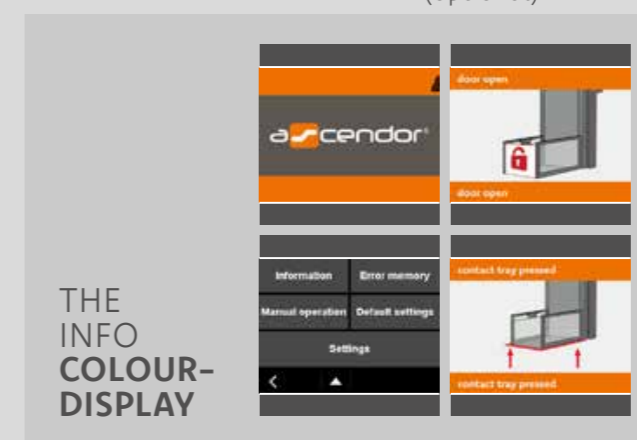 THE
INFO
COLOUR-
DISPLAY
ascendor®
door open
door open
Information Error memory
Manual operation Default settings
Settings
contact tray pressed
contact tray pressed